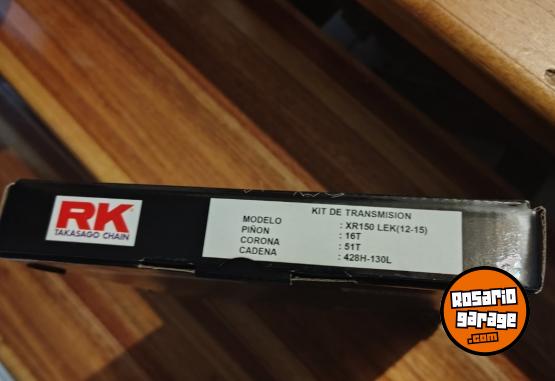 RK
TAKASAGO CHAIN
KIT DE TRANSMISION
MODELO : XR150 LEK(12-15)
PIÑON : 16T
CORONA : 51T
CADENA : 428H-130L
Rosario
garage
.com